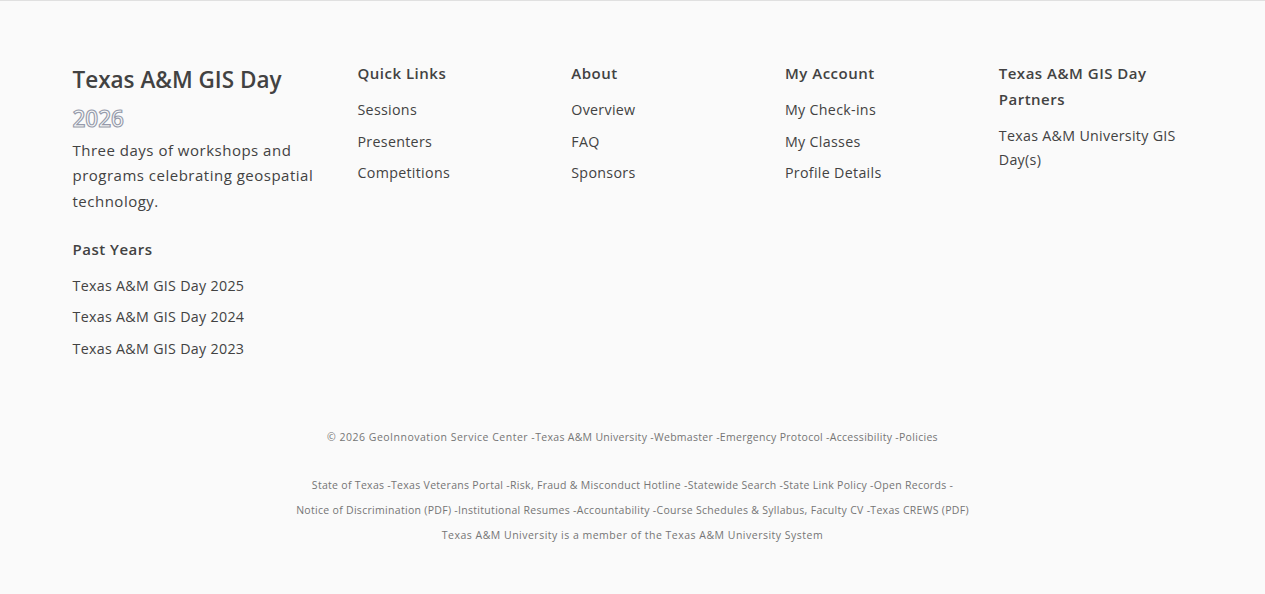 Texas A&M GIS Day
2026
Three days of workshops and
programs celebrating geospatial
technology.
Past Years
Texas A&M GIS Day 2025
Texas A&M GIS Day 2024
Texas A&M GIS Day 2023
Quick Links
Sessions
Presenters
Competitions
About
Overview
FAQ
Sponsors
My Account
My Check-ins
My Classes
Profile Details
Texas A&M GIS Day
Partners
Texas A&M University GIS
Day(s)
© 2026 GeoInnovation Service Center -Texas A&M University -Webmaster -Emergency Protocol -Accessibility -Policies
State of Texas -Texas Veterans Portal -Risk, Fraud & Misconduct Hotline -Statewide Search -State Link Policy -Open Records -
Notice of Discrimination (PDF) -Institutional Resumes -Accountability -Course Schedules & Syllabus, Faculty CV -Texas CREWS (PDF)
Texas A&M University is a member of the Texas A&M University System